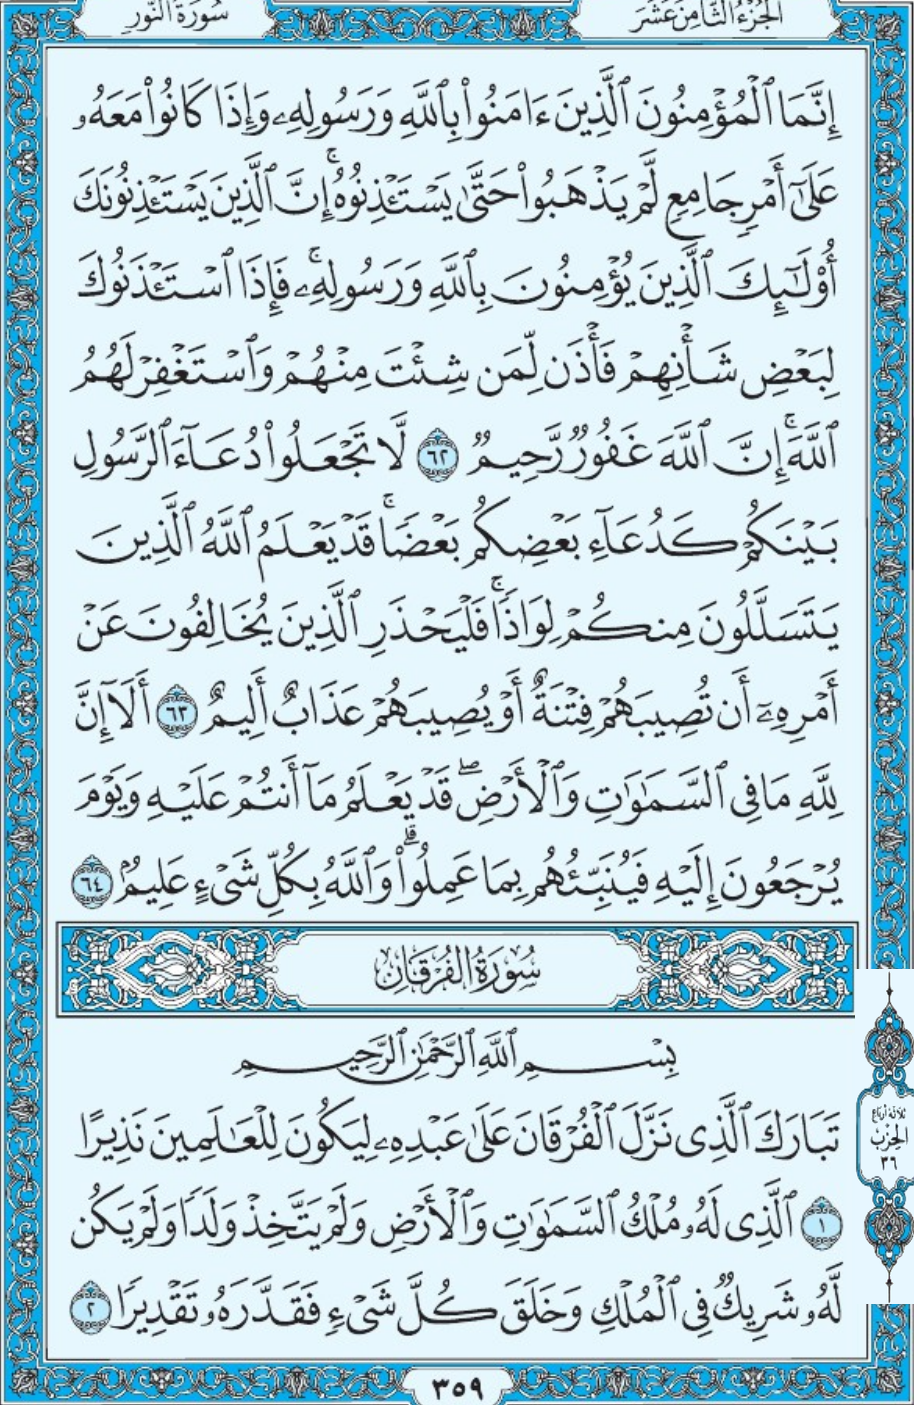 الجزء الثامن عشر
سورة النور
إِنَّمَا ٱلْمُؤْمِنُونَ ٱلَّذِينَ ءَامَنُوا۟ بِٱللَّهِ وَرَسُولِهِۦ وَإِذَا كَانُوا۟ مَعَهُۥ
عَلَىٰٓ أَمْرٍ جَامِعٍ لَّمْ يَذْهَبُوا۟ حَتَّىٰ يَسْتَـْٔذِنُوهُ ۚ إِنَّ ٱلَّذِينَ يَسْتَـْٔذِنُونَكَ
أُو۟لَـٰٓئِكَ ٱلَّذِينَ يُؤْمِنُونَ بِٱللَّهِ وَرَسُولِهِۦ ۚ فَإِذَا ٱسْتَـْٔذَنُوكَ
لِبَعْضِ شَأْنِهِمْ فَأْذَن لِّمَن شِئْتَ مِنْهُمْ وَٱسْتَغْفِرْ لَهُمُ
ٱللَّهَ ۚ إِنَّ ٱللَّهَ غَفُورٌ رَّحِيمٌ ٦٢ لَّا تَجْعَلُوا۟ دُعَآءَ ٱلرَّسُولِ
بَيْنَكُمْ كَدُعَآءِ بَعْضِكُم بَعْضًا ۚ قَدْ يَعْلَمُ ٱللَّهُ ٱلَّذِينَ
يَتَسَلَّلُونَ مِنكُمْ لِوَاذًا ۚ فَلْيَحْذَرِ ٱلَّذِينَ يُخَالِفُونَ عَنْ
أَمْرِهِۦٓ أَن تُصِيبَهُمْ فِتْنَةٌ أَوْ يُصِيبَهُمْ عَذَابٌ أَلِيمٌ ٦٣ أَلَآ إِنَّ
لِلَّهِ مَا فِى ٱلسَّمَـٰوَٰتِ وَٱلْأَرْضِ ۖ قَدْ يَعْلَمُ مَآ أَنتُمْ عَلَيْهِ وَيَوْمَ
يُرْجَعُونَ إِلَيْهِ فَيُنَبِّئُهُم بِمَا عَمِلُوا۟ ۗ وَٱللَّهُ بِكُلِّ شَىْءٍ عَلِيمٌۢ ٦٤
سورة الفرقان
بِسْمِ ٱللَّهِ ٱلرَّحْمَـٰنِ ٱلرَّحِيمِ
تَبَارَكَ ٱلَّذِى نَزَّلَ ٱلْفُرْقَانَ عَلَىٰ عَبْدِهِۦ لِيَكُونَ لِلْعَـٰلَمِينَ نَذِيرًا
١ ٱلَّذِى لَهُۥ مُلْكُ ٱلسَّمَـٰوَٰتِ وَٱلْأَرْضِ وَلَمْ يَتَّخِذْ وَلَدًا وَلَمْ يَكُن
لَّهُۥ شَرِيكٌ فِى ٱلْمُلْكِ وَخَلَقَ كُلَّ شَىْءٍ فَقَدَّرَهُۥ تَقْدِيرًا ٢
ثلاثة أرباع
الحزب
٣٦
٣٥٩